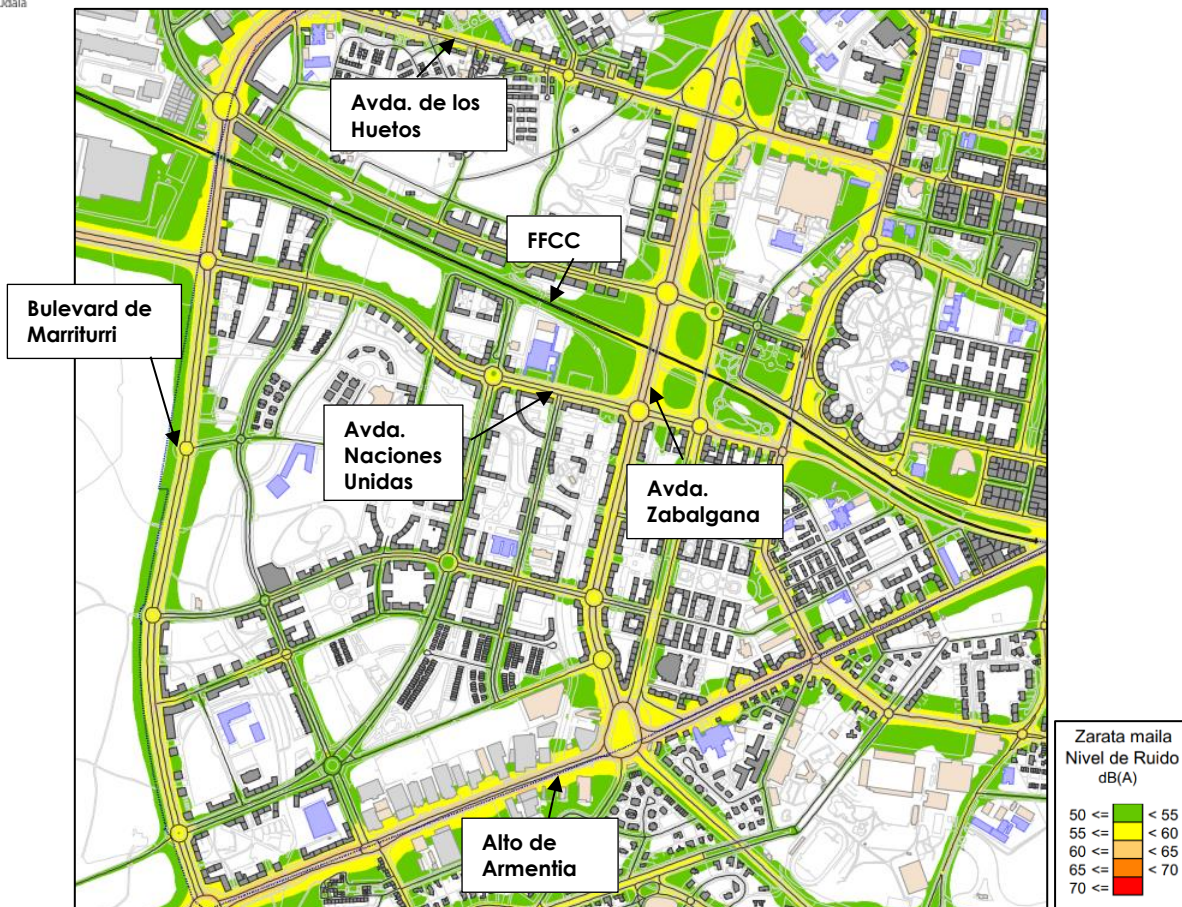 udala
Avda. de los
Huetos
FFCC
Bulevard de
Marriturri
Avda.
Naciones
Unidas
Avda.
Zabalgana
Alto de
Armentia
Zarata maila
Nivel de Ruido
dB(A)
50 <= < 55
55 <= < 60
60 <= < 65
65 <= < 70
70 <=